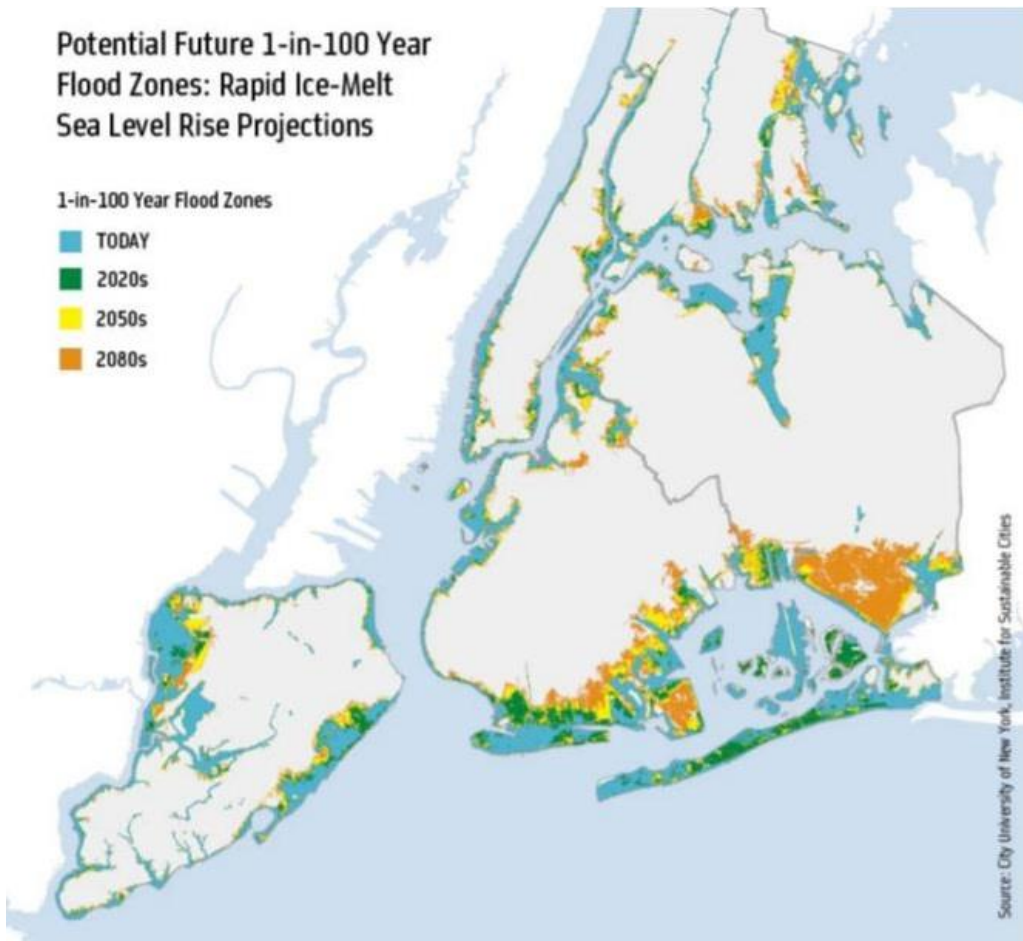 Potential Future 1-in-100 Year
Flood Zones: Rapid Ice-Melt
Sea Level Rise Projections
1-in-100 Year Flood Zones
TODAY
2020s
2050s
2080s
Source: City University of New York, Institute for Sustainable Cities